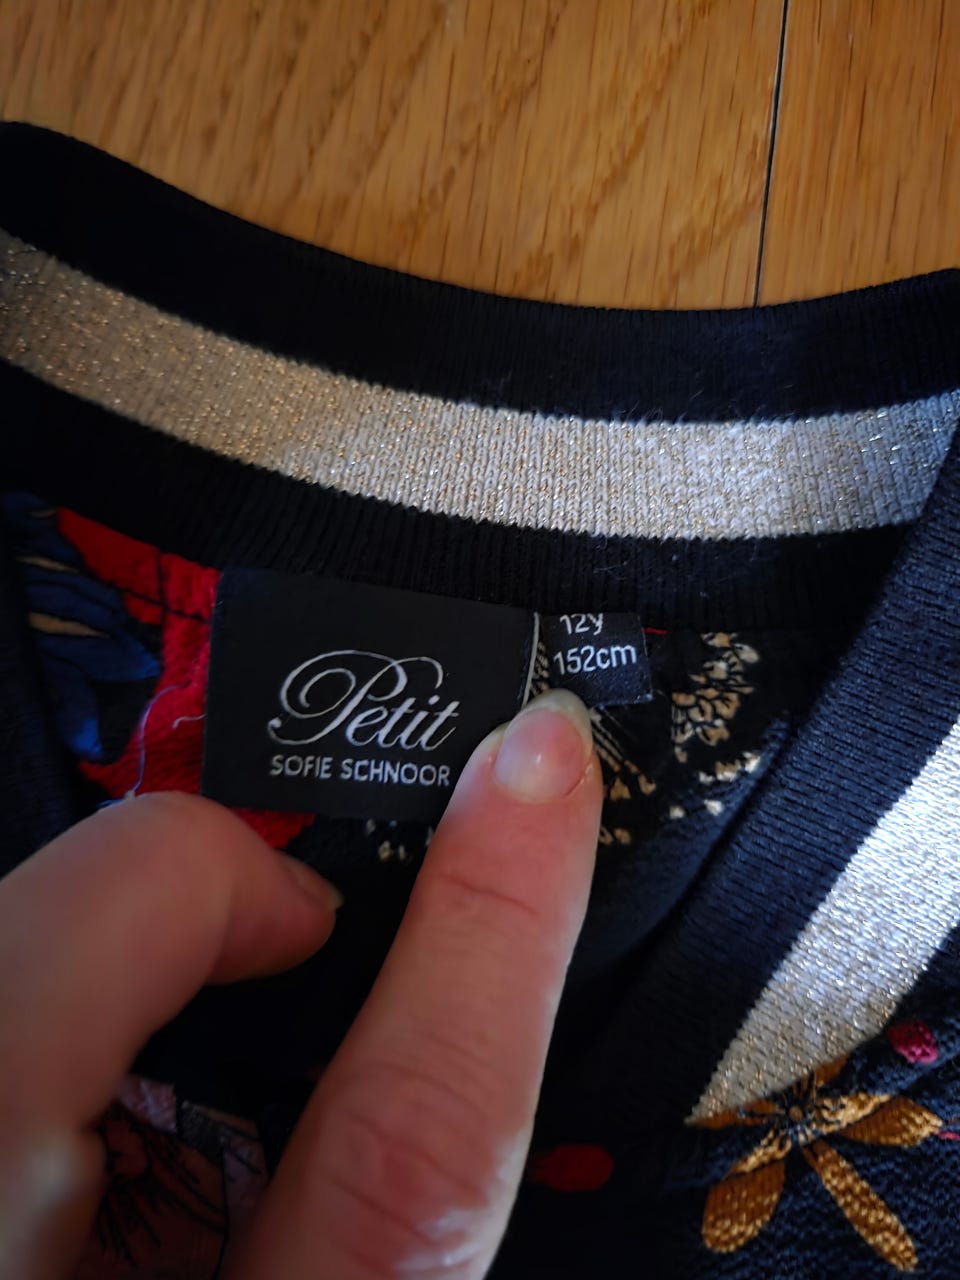 Petit
SOFIE SCHNOOR
12y
152cm